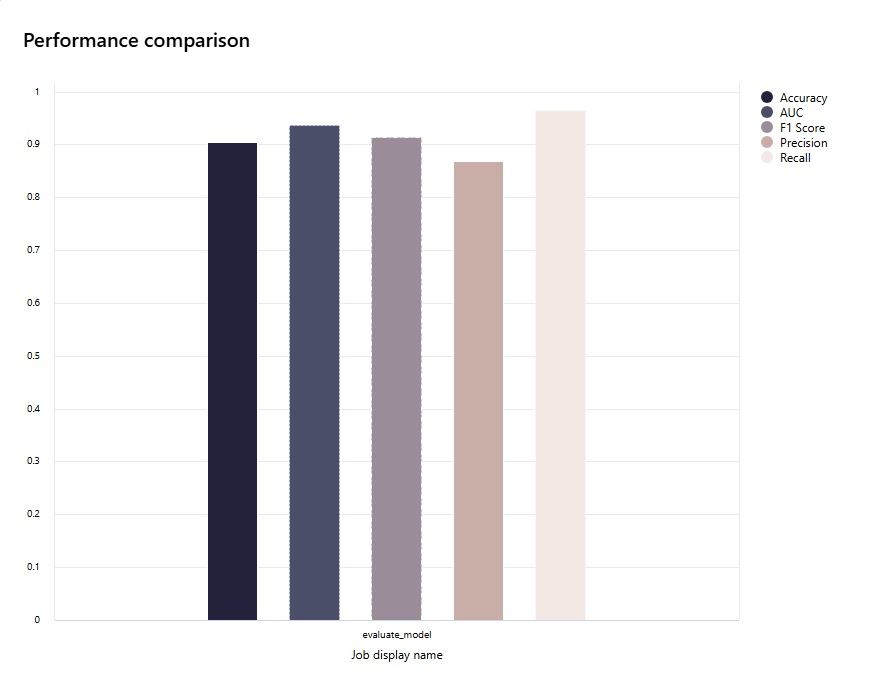 Performance comparison
1
0.9
0.8
0.7
0.6
0.5
0.4
0.3
0.2
0.1
0
evaluate_model
Job display name
Accuracy
AUC
F1 Score
Precision
Recall